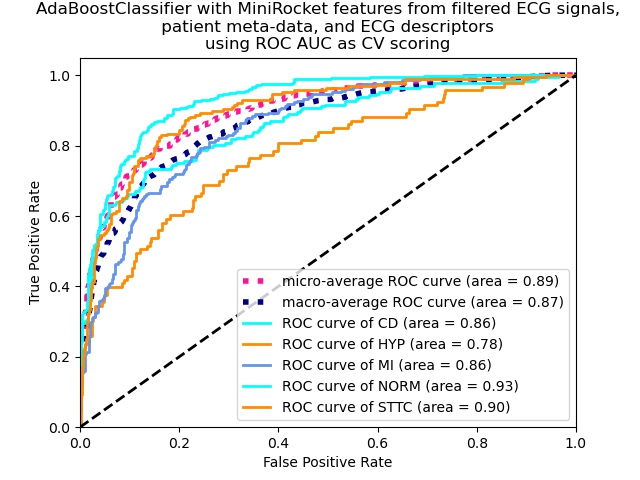 AdaBoostClassifier with MiniRocket features from filtered ECG signals,
patient meta-data, and ECG descriptors
using ROC AUC as CV scoring
True Positive Rate
1.0
0.8
0.6
0.4
0.2
0.0
micro-average ROC curve (area = 0.89)
macro-average ROC curve (area = 0.87)
ROC curve of CD (area = 0.86)
ROC curve of HYP (area = 0.78)
ROC curve of MI (area = 0.86)
ROC curve of NORM (area = 0.93)
ROC curve of STTC (area = 0.90)
0.0 0.2 0.4 0.6 0.8 1.0
False Positive Rate